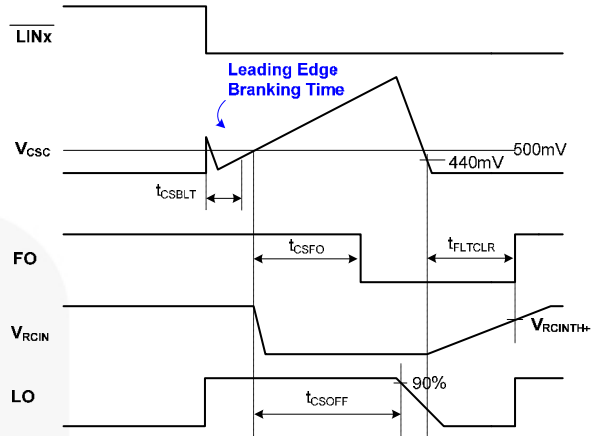 LINx
Leading Edge
Branking Time
VCSC
500mV
440mV
tCSBLT
FO
tCSFO
tFLTCLR
VRCIN
VRCINTH+
LO
90%
tCSOFF